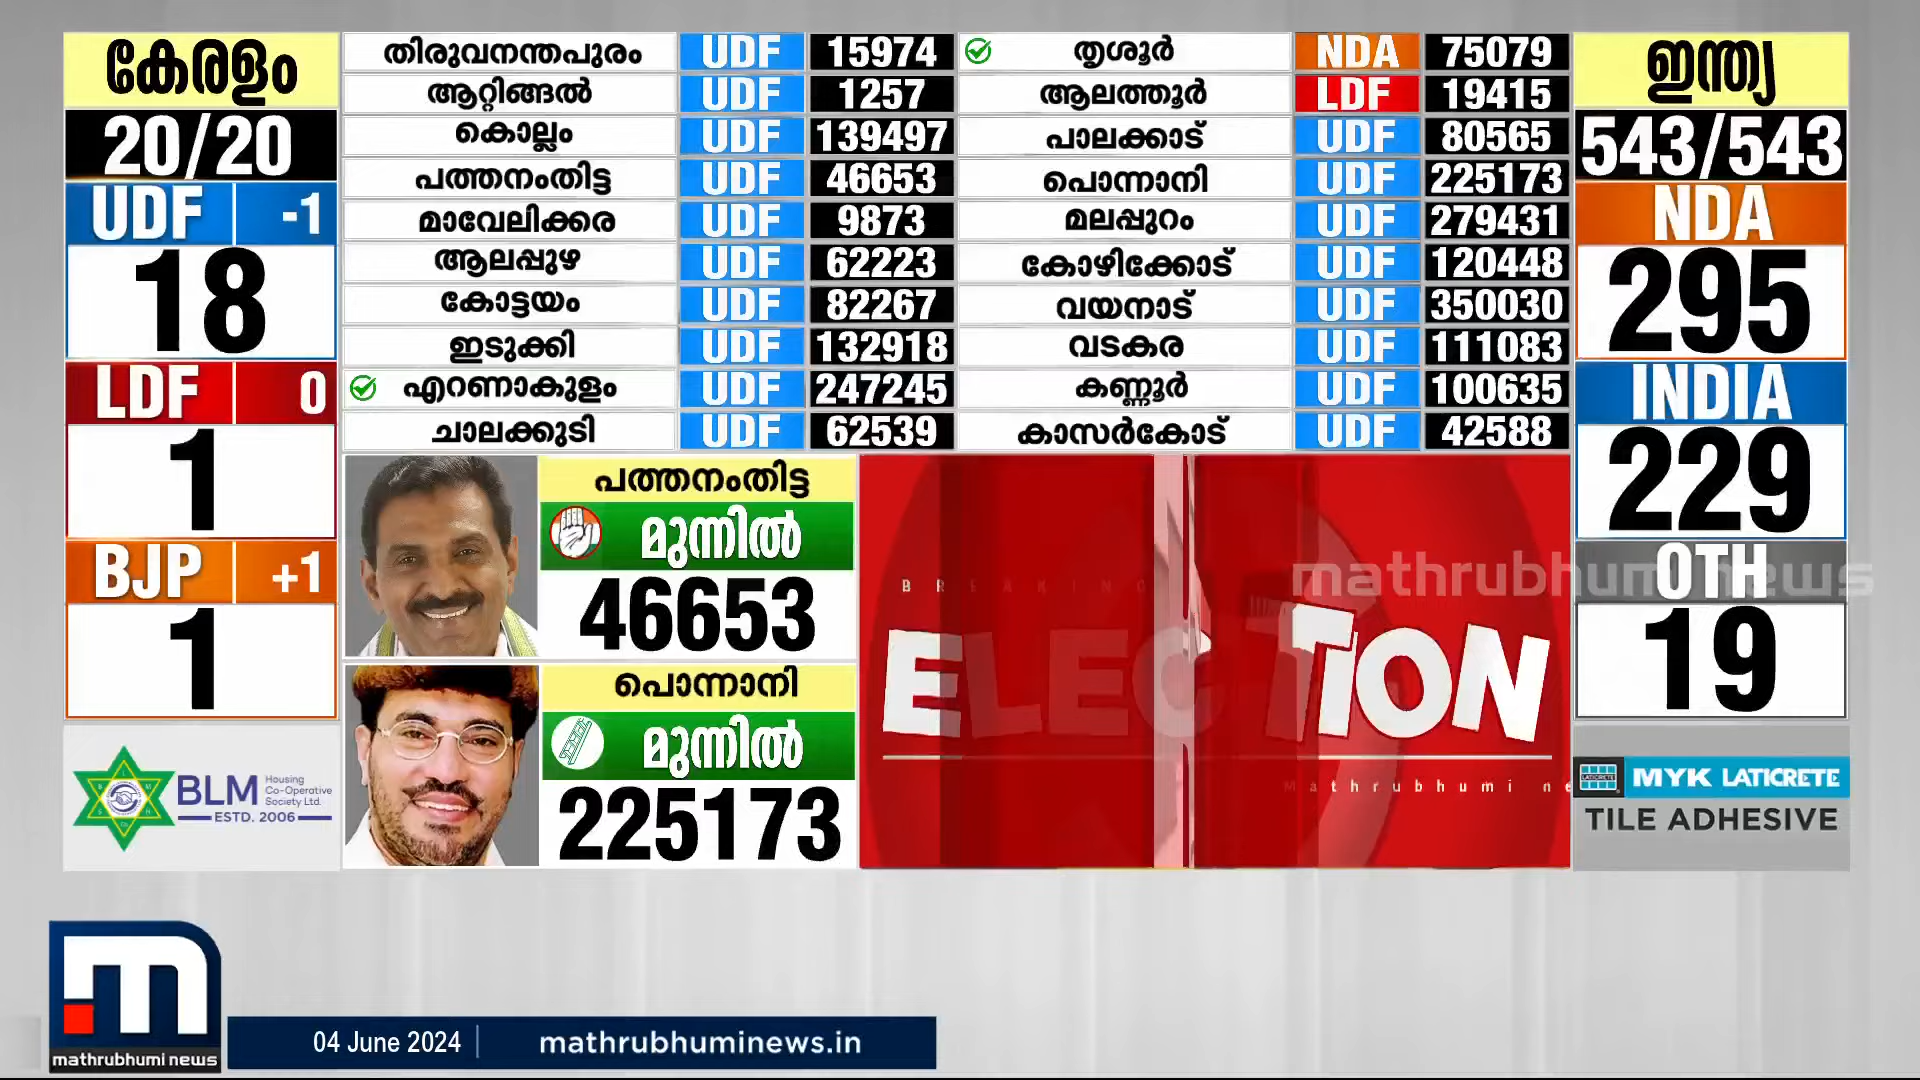 കേരളം
20/20
UDF -1
18
LDF 0
1
BJP +1
1
BLM Housing
Co-Operative
Society Ltd.
ESTD. 2006
തിരുവനന്തപുരം UDF 15974
ആറ്റിങ്ങൽ UDF 1257
കൊല്ലം UDF 139497
പത്തനംതിട്ട UDF 46653
മാവേലിക്കര UDF 9873
ആലപ്പുഴ UDF 62223
കോട്ടയം UDF 82267
ഇടുക്കി UDF 132918
എറണാകുളം UDF 247245
ചാലക്കുടി UDF 62539
തൃശൂർ NDA 75079
ആലത്തൂർ LDF 19415
പാലക്കാട് UDF 80565
പൊന്നാനി UDF 225173
മലപ്പുറം UDF 279431
കോഴിക്കോട് UDF 120448
വയനാട് UDF 350030
വടകര UDF 111083
കണ്ണൂർ UDF 100635
കാസർകോട് UDF 42588
പത്തനംതിട്ട
മുന്നിൽ
46653
പൊന്നാനി
മുന്നിൽ
225173
BREAKING
ELECTION
Mathrubhumi ne
mathrubhumi news
ഇന്ത്യ
543/543
NDA
295
INDIA
229
OTH
19
LATICRETE
MYK LATICRETE
TILE ADHESIVE
mathrubhumi news
04 June 2024
mathrubhuminews.in